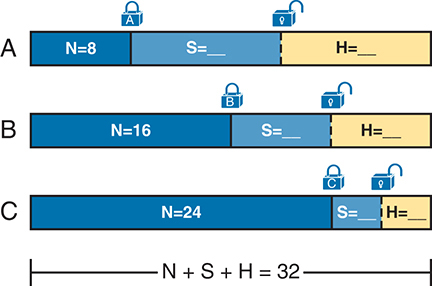 A
A N=8 S=__ H=__
B
B N=16 S=__ H=__
C
C N=24 S=__ H=__
N + S + H = 32